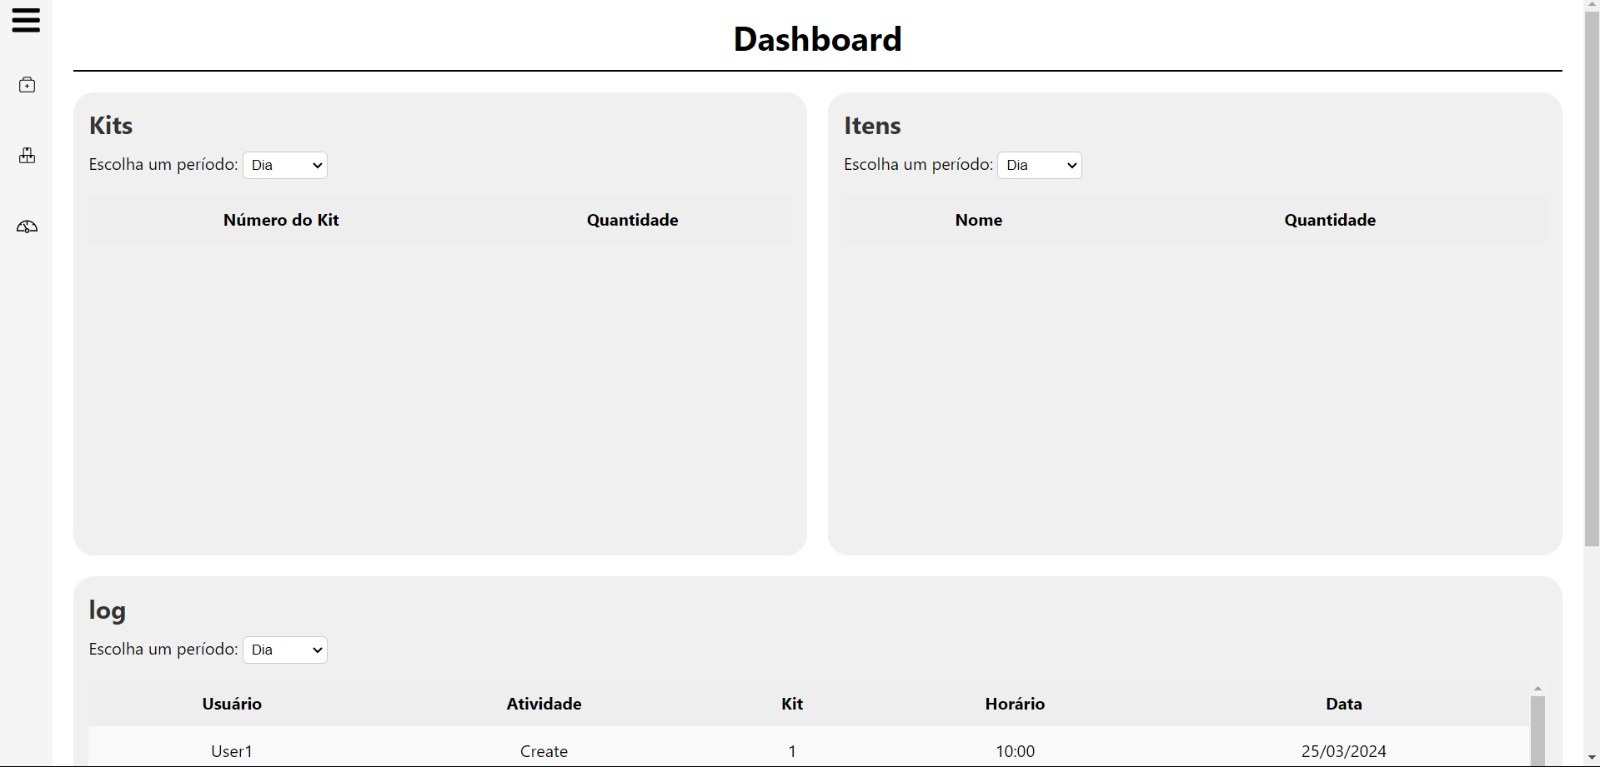 Dashboard
Kits
Escolha um período: Dia
Número do Kit Quantidade
Itens
Escolha um período: Dia
Nome Quantidade
log
Escolha um período: Dia
Usuário Atividade Kit Horário Data
User1 Create 1 10:00 25/03/2024